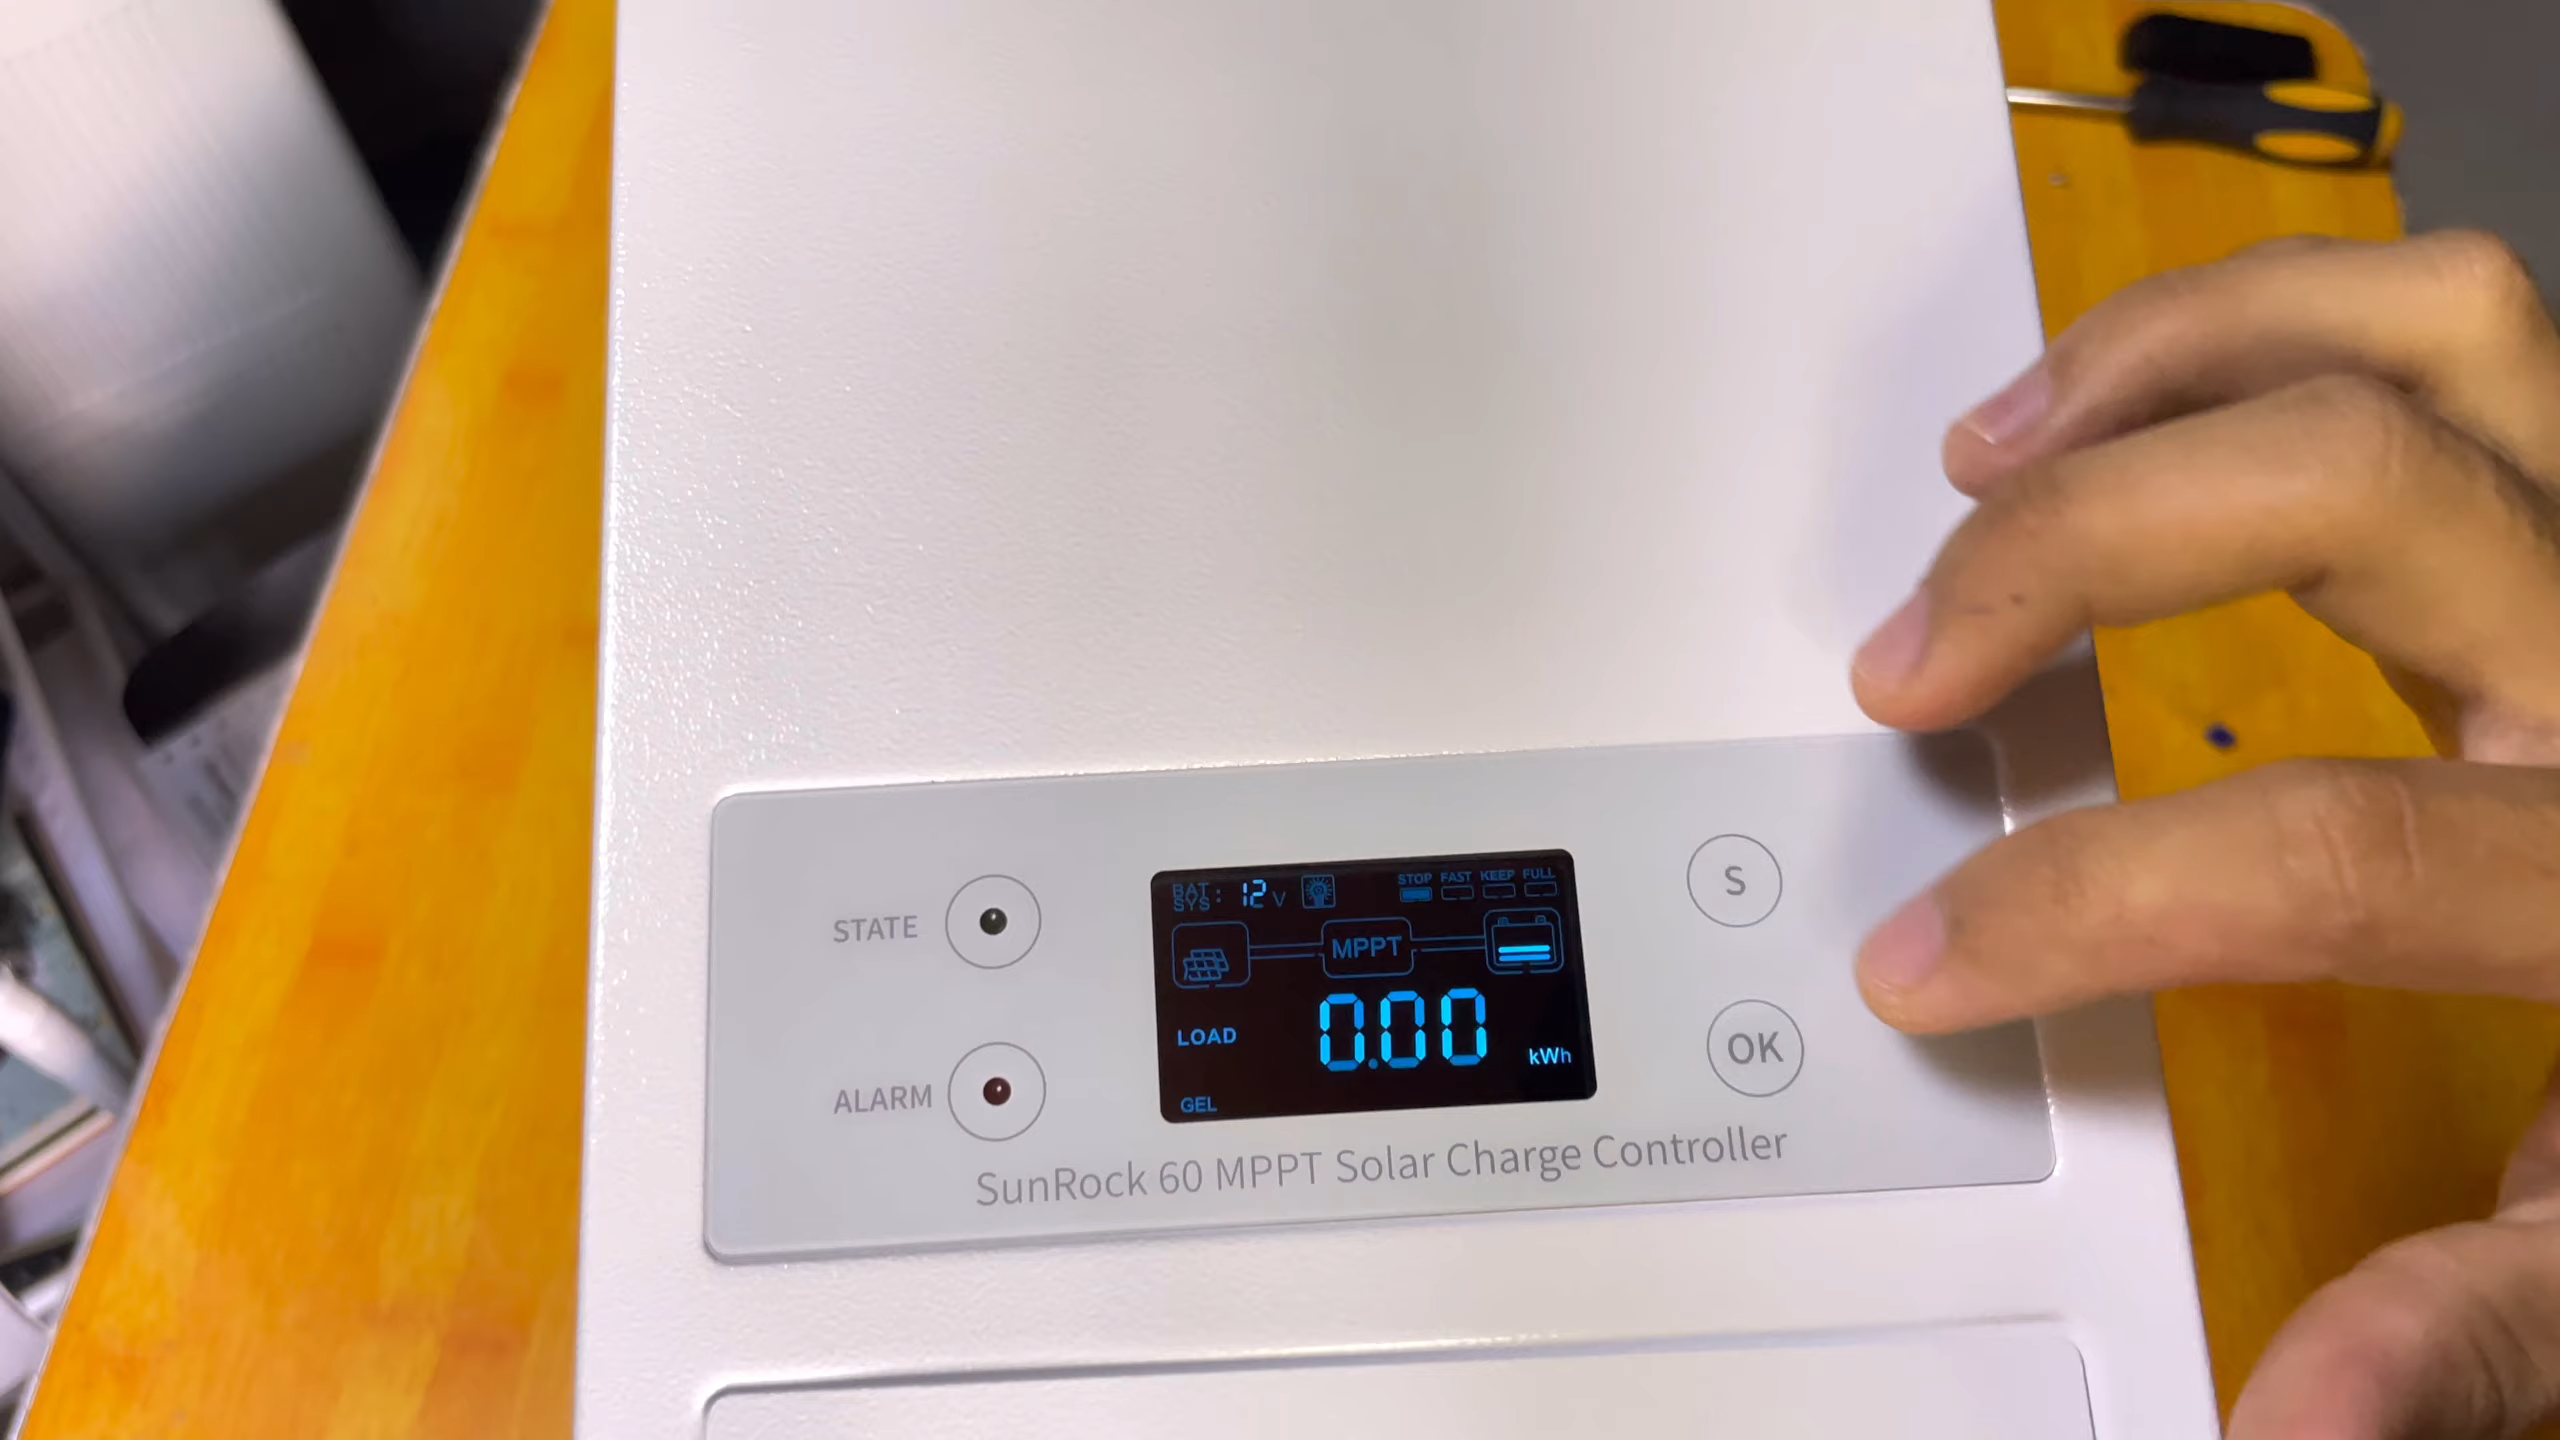 BAT SYS: 12 V
STOP FAST KEEP FULL
MPPT
LOAD 0.00 kWh
GEL
STATE
ALARM
S
OK
SunRock 60 MPPT Solar Charge Controller